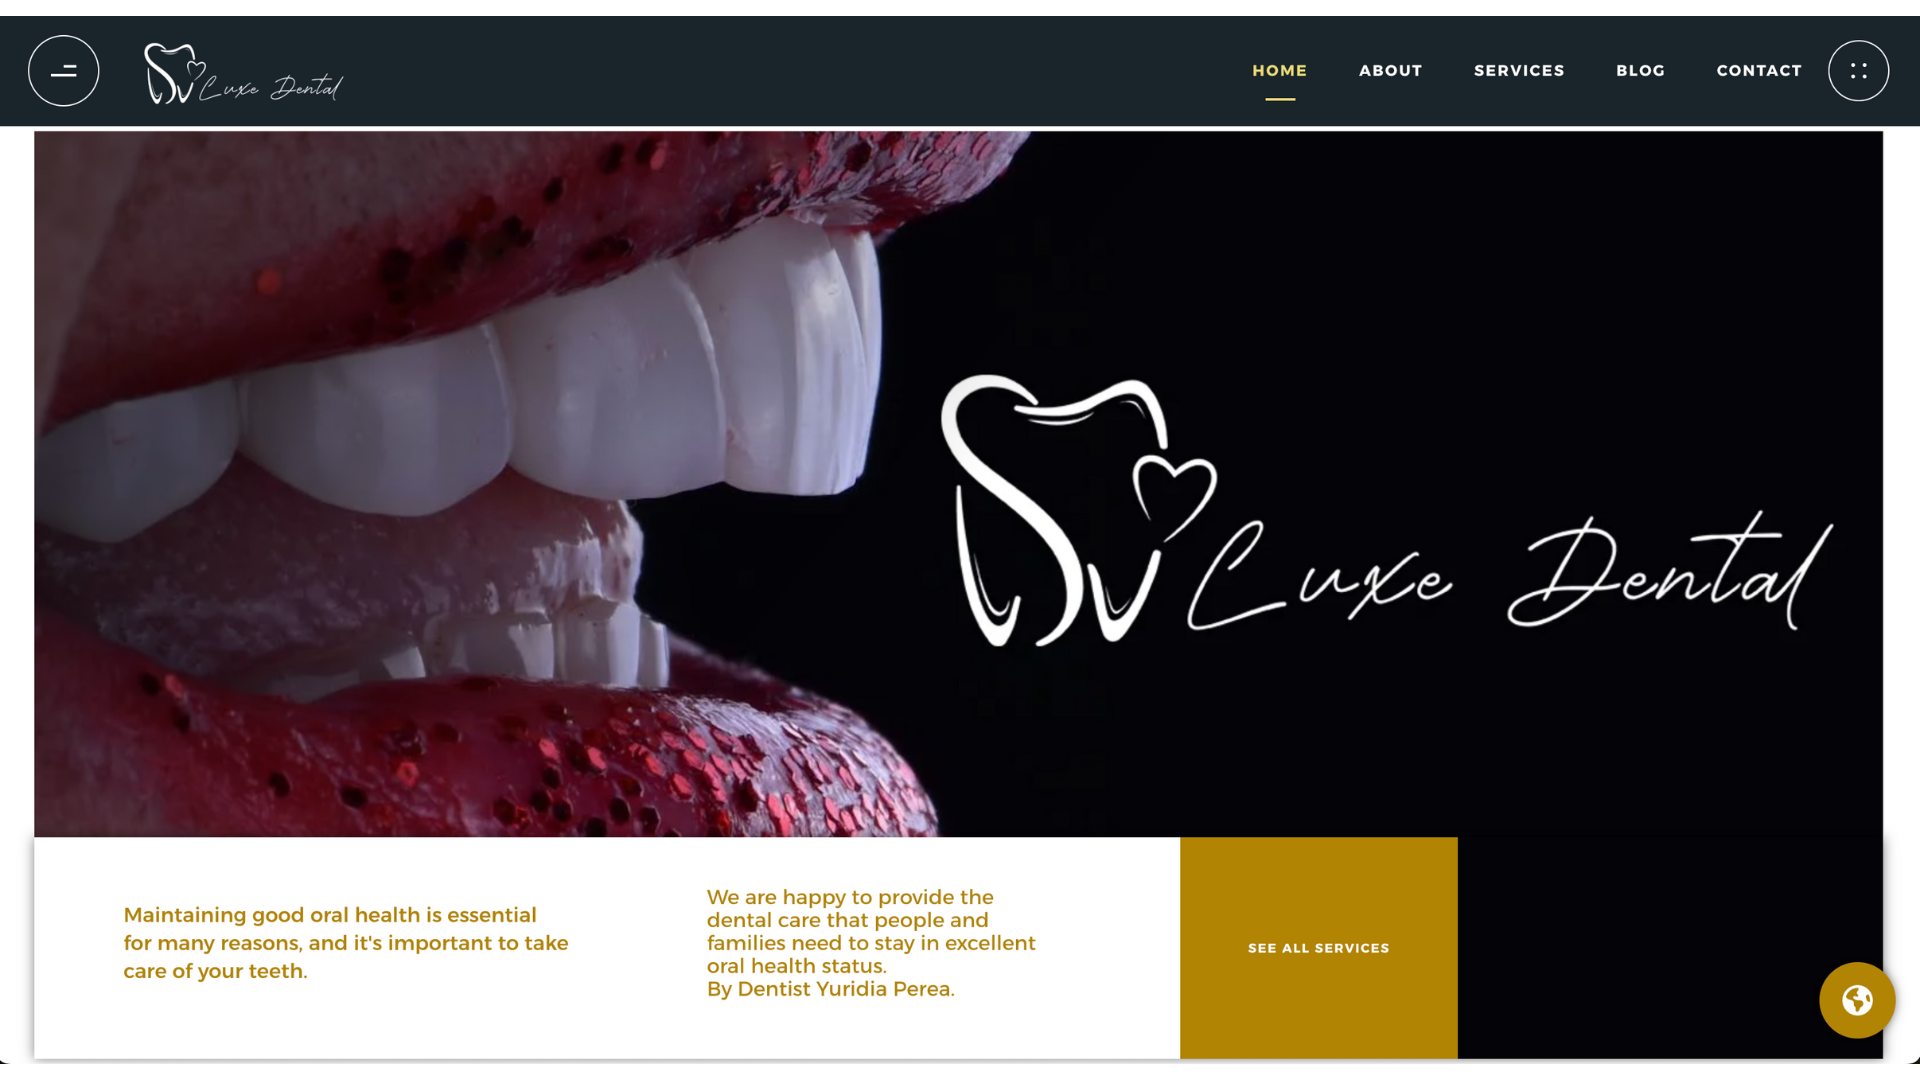 Luxe Dental
HOME
ABOUT
SERVICES
BLOG
CONTACT
Luxe Dental
Maintaining good oral health is essential
for many reasons, and it's important to take
care of your teeth.
We are happy to provide the
dental care that people and
families need to stay in excellent
oral health status.
By Dentist Yuridia Perea.
SEE ALL SERVICES